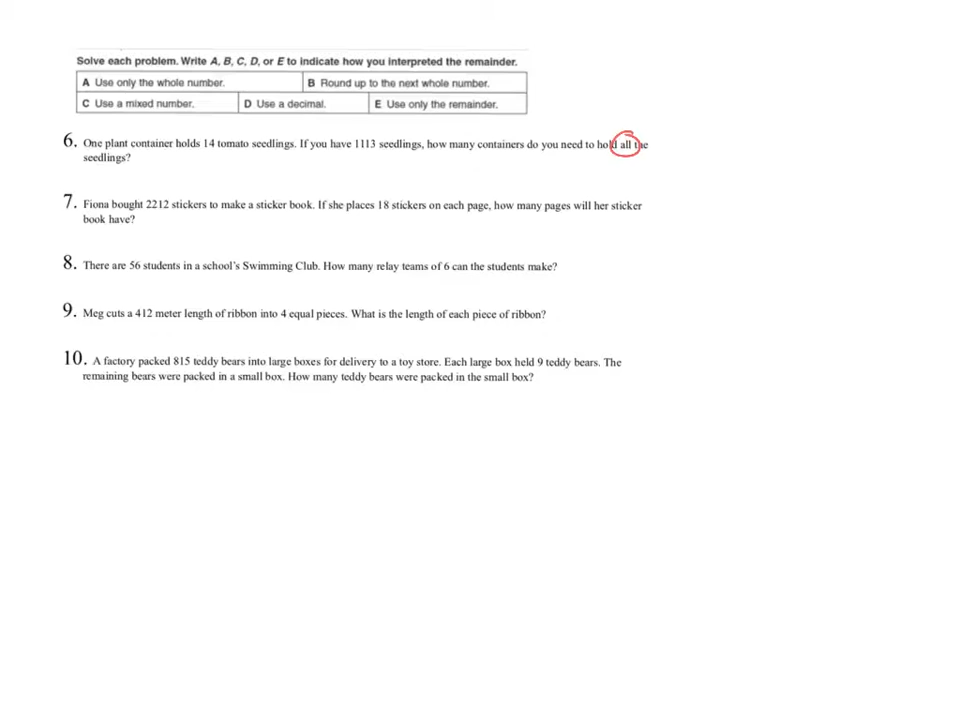 Solve each problem. Write A, B, C, D, or E to indicate how you interpreted the remainder.
A Use only the whole number. B Round up to the next whole number.
C Use a mixed number. D Use a decimal. E Use only the remainder.
6. One plant container holds 14 tomato seedlings. If you have 1113 seedlings, how many containers do you need to hold all the
seedlings?
7. Fiona bought 2212 stickers to make a sticker book. If she places 18 stickers on each page, how many pages will her sticker
book have?
8. There are 56 students in a school's Swimming Club. How many relay teams of 6 can the students make?
9. Meg cuts a 412 meter length of ribbon into 4 equal pieces. What is the length of each piece of ribbon?
10. A factory packed 815 teddy bears into large boxes for delivery to a toy store. Each large box held 9 teddy bears. The
remaining bears were packed in a small box. How many teddy bears were packed in the small box?